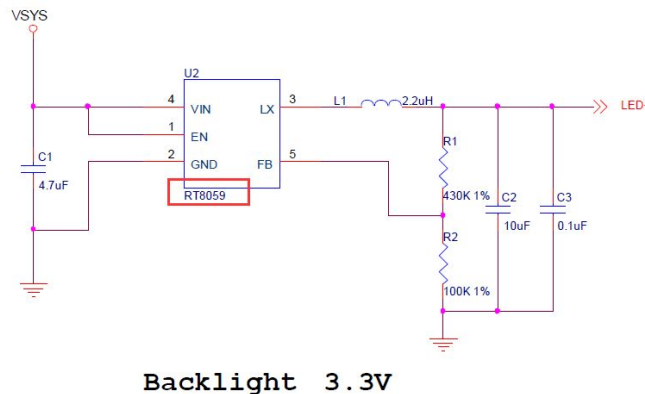 VSYS
U2
4 VIN LX 3 L1 2.2uH LED-
1 EN
2 GND FB 5
RT8059
C1
4.7uF
R1
430K 1%
C2
10uF
C3
0.1uF
R2
100K 1%
Backlight 3.3V